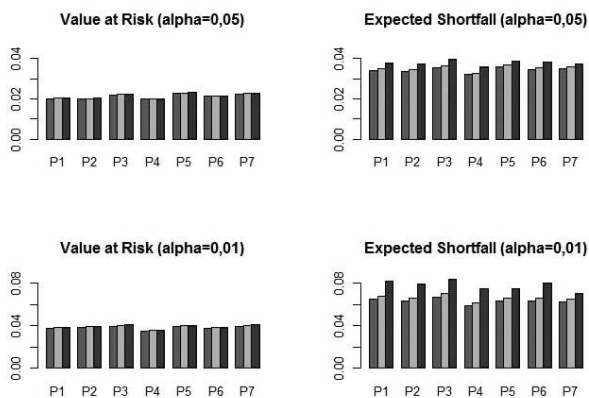 Value at Risk (alpha=0,05)
0.00 0.02 0.04
P1 P2 P3 P4 P5 P6 P7
Expected Shortfall (alpha=0,05)
0.00 0.02 0.04
P1 P2 P3 P4 P5 P6 P7
Value at Risk (alpha=0,01)
0.00 0.04 0.08
P1 P2 P3 P4 P5 P6 P7
Expected Shortfall (alpha=0,01)
0.00 0.04 0.08
P1 P2 P3 P4 P5 P6 P7